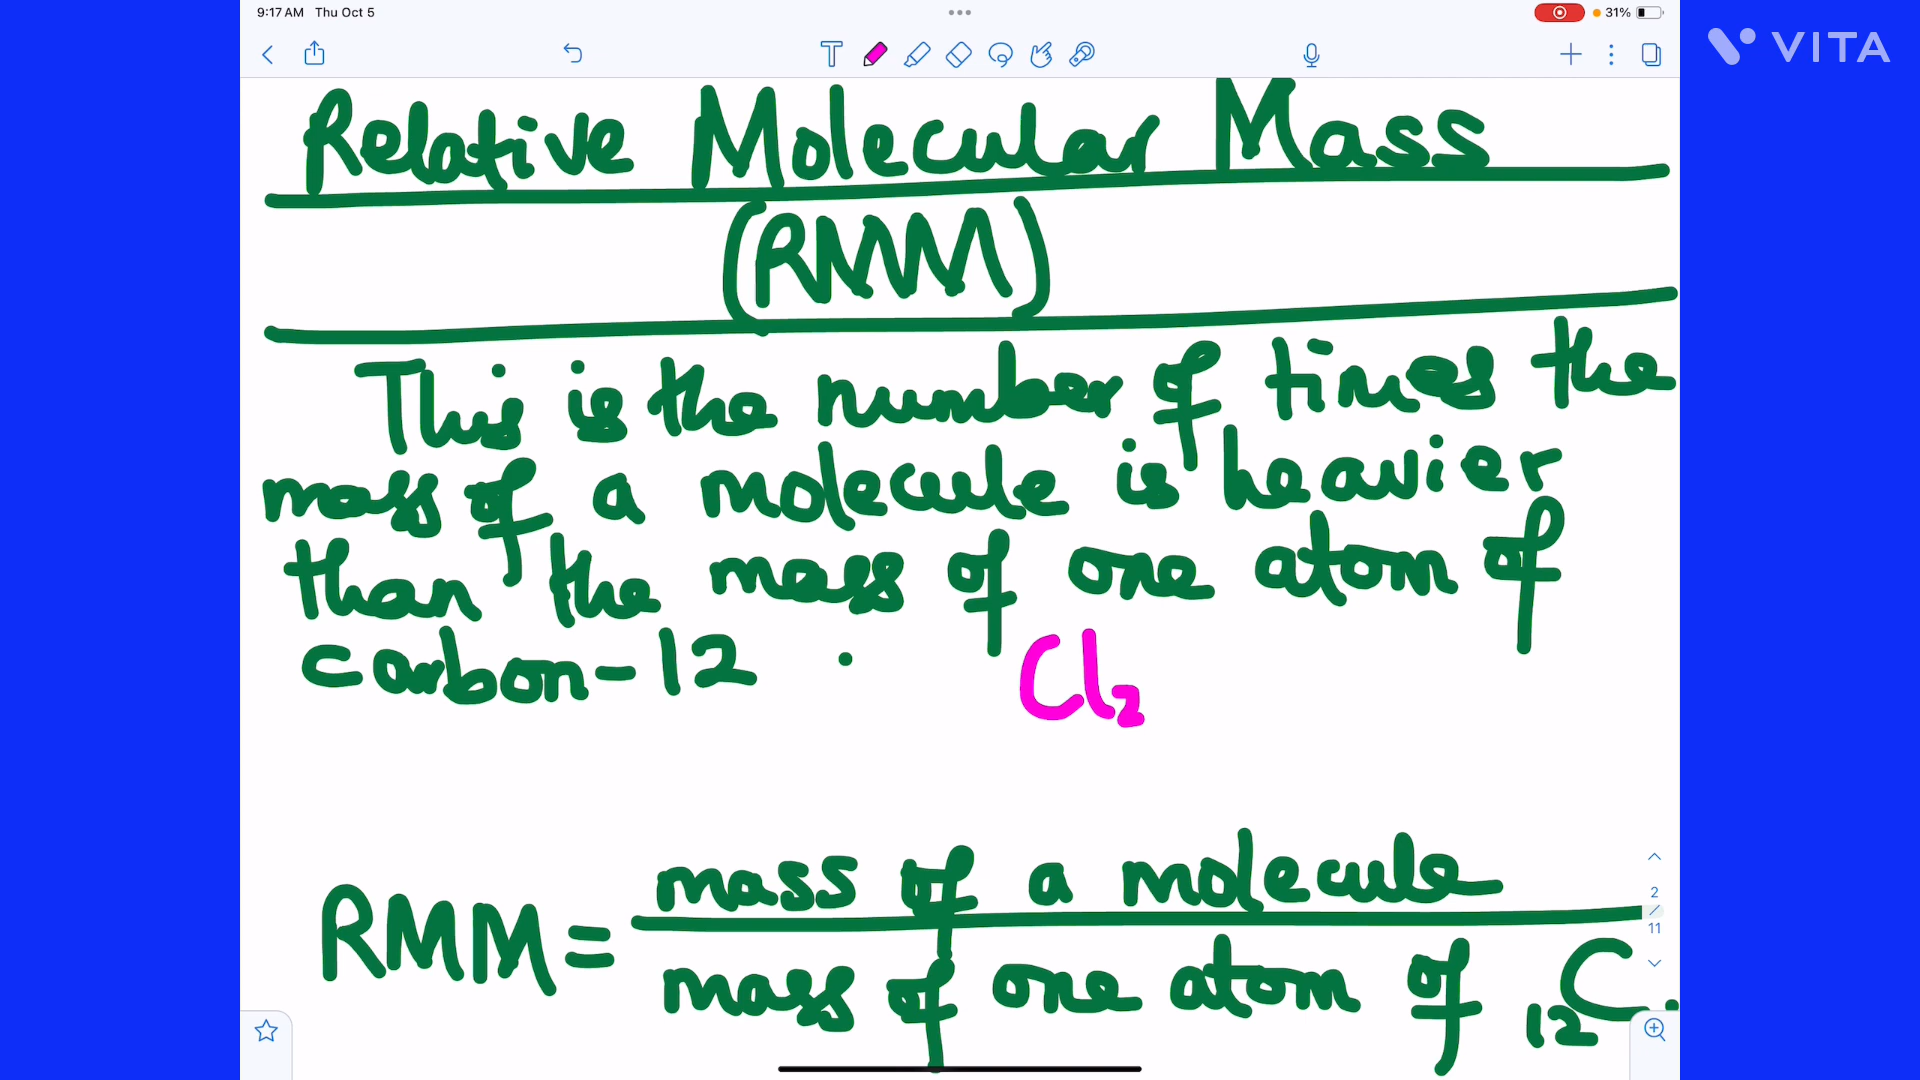 9:17 AM Thu Oct 5
31%
VITA
Relative Molecular Mass
(RMM)
This is the number of times the
mass of a molecule is heavier
than the mass of one atom of
carbon-12 .
Cl₂
RMM = mass of a molecule
mass of one atom of ₁₂C.
2
/
11